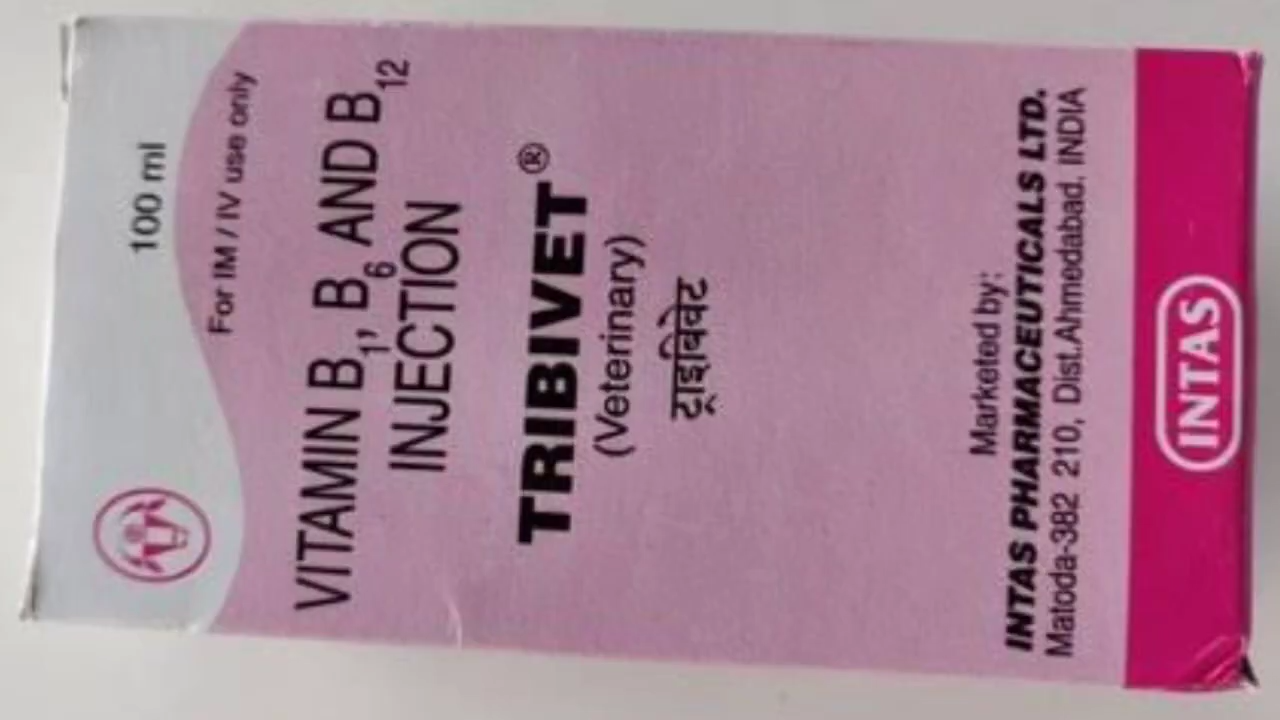 100 ml
For IM / IV use only
VITAMIN B1, B6 AND B12
INJECTION
TRIBIVET®
(Veterinary)
ट्राइबिवेट
Marketed by:
INTAS PHARMACEUTICALS LTD.
Matoda-382 210, Dist.Ahmedabad. INDIA
INTAS